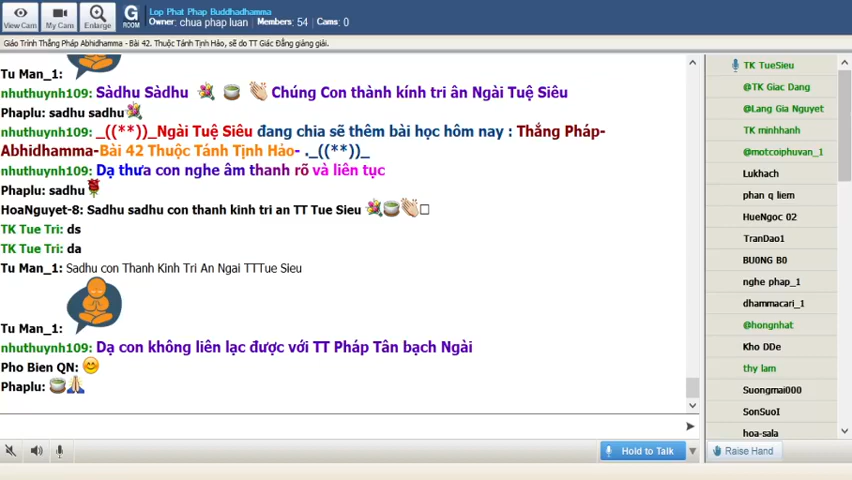 Lop Phat Phap Buddhadhamma
Owner: chua phap luan Members: 54 Cams: 0
View Cam
My Cam
Enlarge
G
ROOM
Giáo Trình Thắng Pháp Abhidhamma - Bài 42. Thuộc Tánh Tịnh Hảo, sẽ do TT Giác Đẳng giảng giải.
Tu Man_1:
nhuthuynh109: Sàdhu Sàdhu Chúng Con thành kính tri ân Ngài Tuệ Siêu
Phaplu: sadhu sadhu
nhuthuynh109: _((**))_Ngài Tuệ Siêu đang chia sẽ thêm bài học hôm nay : Thắng Pháp-
Abhidhamma-Bài 42 Thuộc Tánh Tịnh Hảo- ._((**))_
nhuthuynh109: Dạ thưa con nghe âm thanh rõ và liên tục
Phaplu: sadhu
HoaNguyet-8: Sadhu sadhu con thanh kinh tri an TT Tue Sieu
TK Tue Tri: ds
TK Tue Tri: da
Tu Man_1: Sadhu con Thanh Kinh Tri An Ngai TTTue Sieu
Tu Man_1:
nhuthuynh109: Dạ con không liên lạc được với TT Pháp Tân bạch Ngài
Pho Bien QN:
Phaplu:
Hold to Talk
TK TueSieu
@TK Giac Dang
@Lang Gia Nguyet
TK minhhanh
@motcoiphuvan_1
Lukhach
phan q liem
HueNgoc 02
TranDao1
BU0NG B0
nghe phap_1
dhammacari_1
@hongnhat
Kho DDe
thy lam
Suongmai000
SonSuoI
hoa-sala
Raise Hand